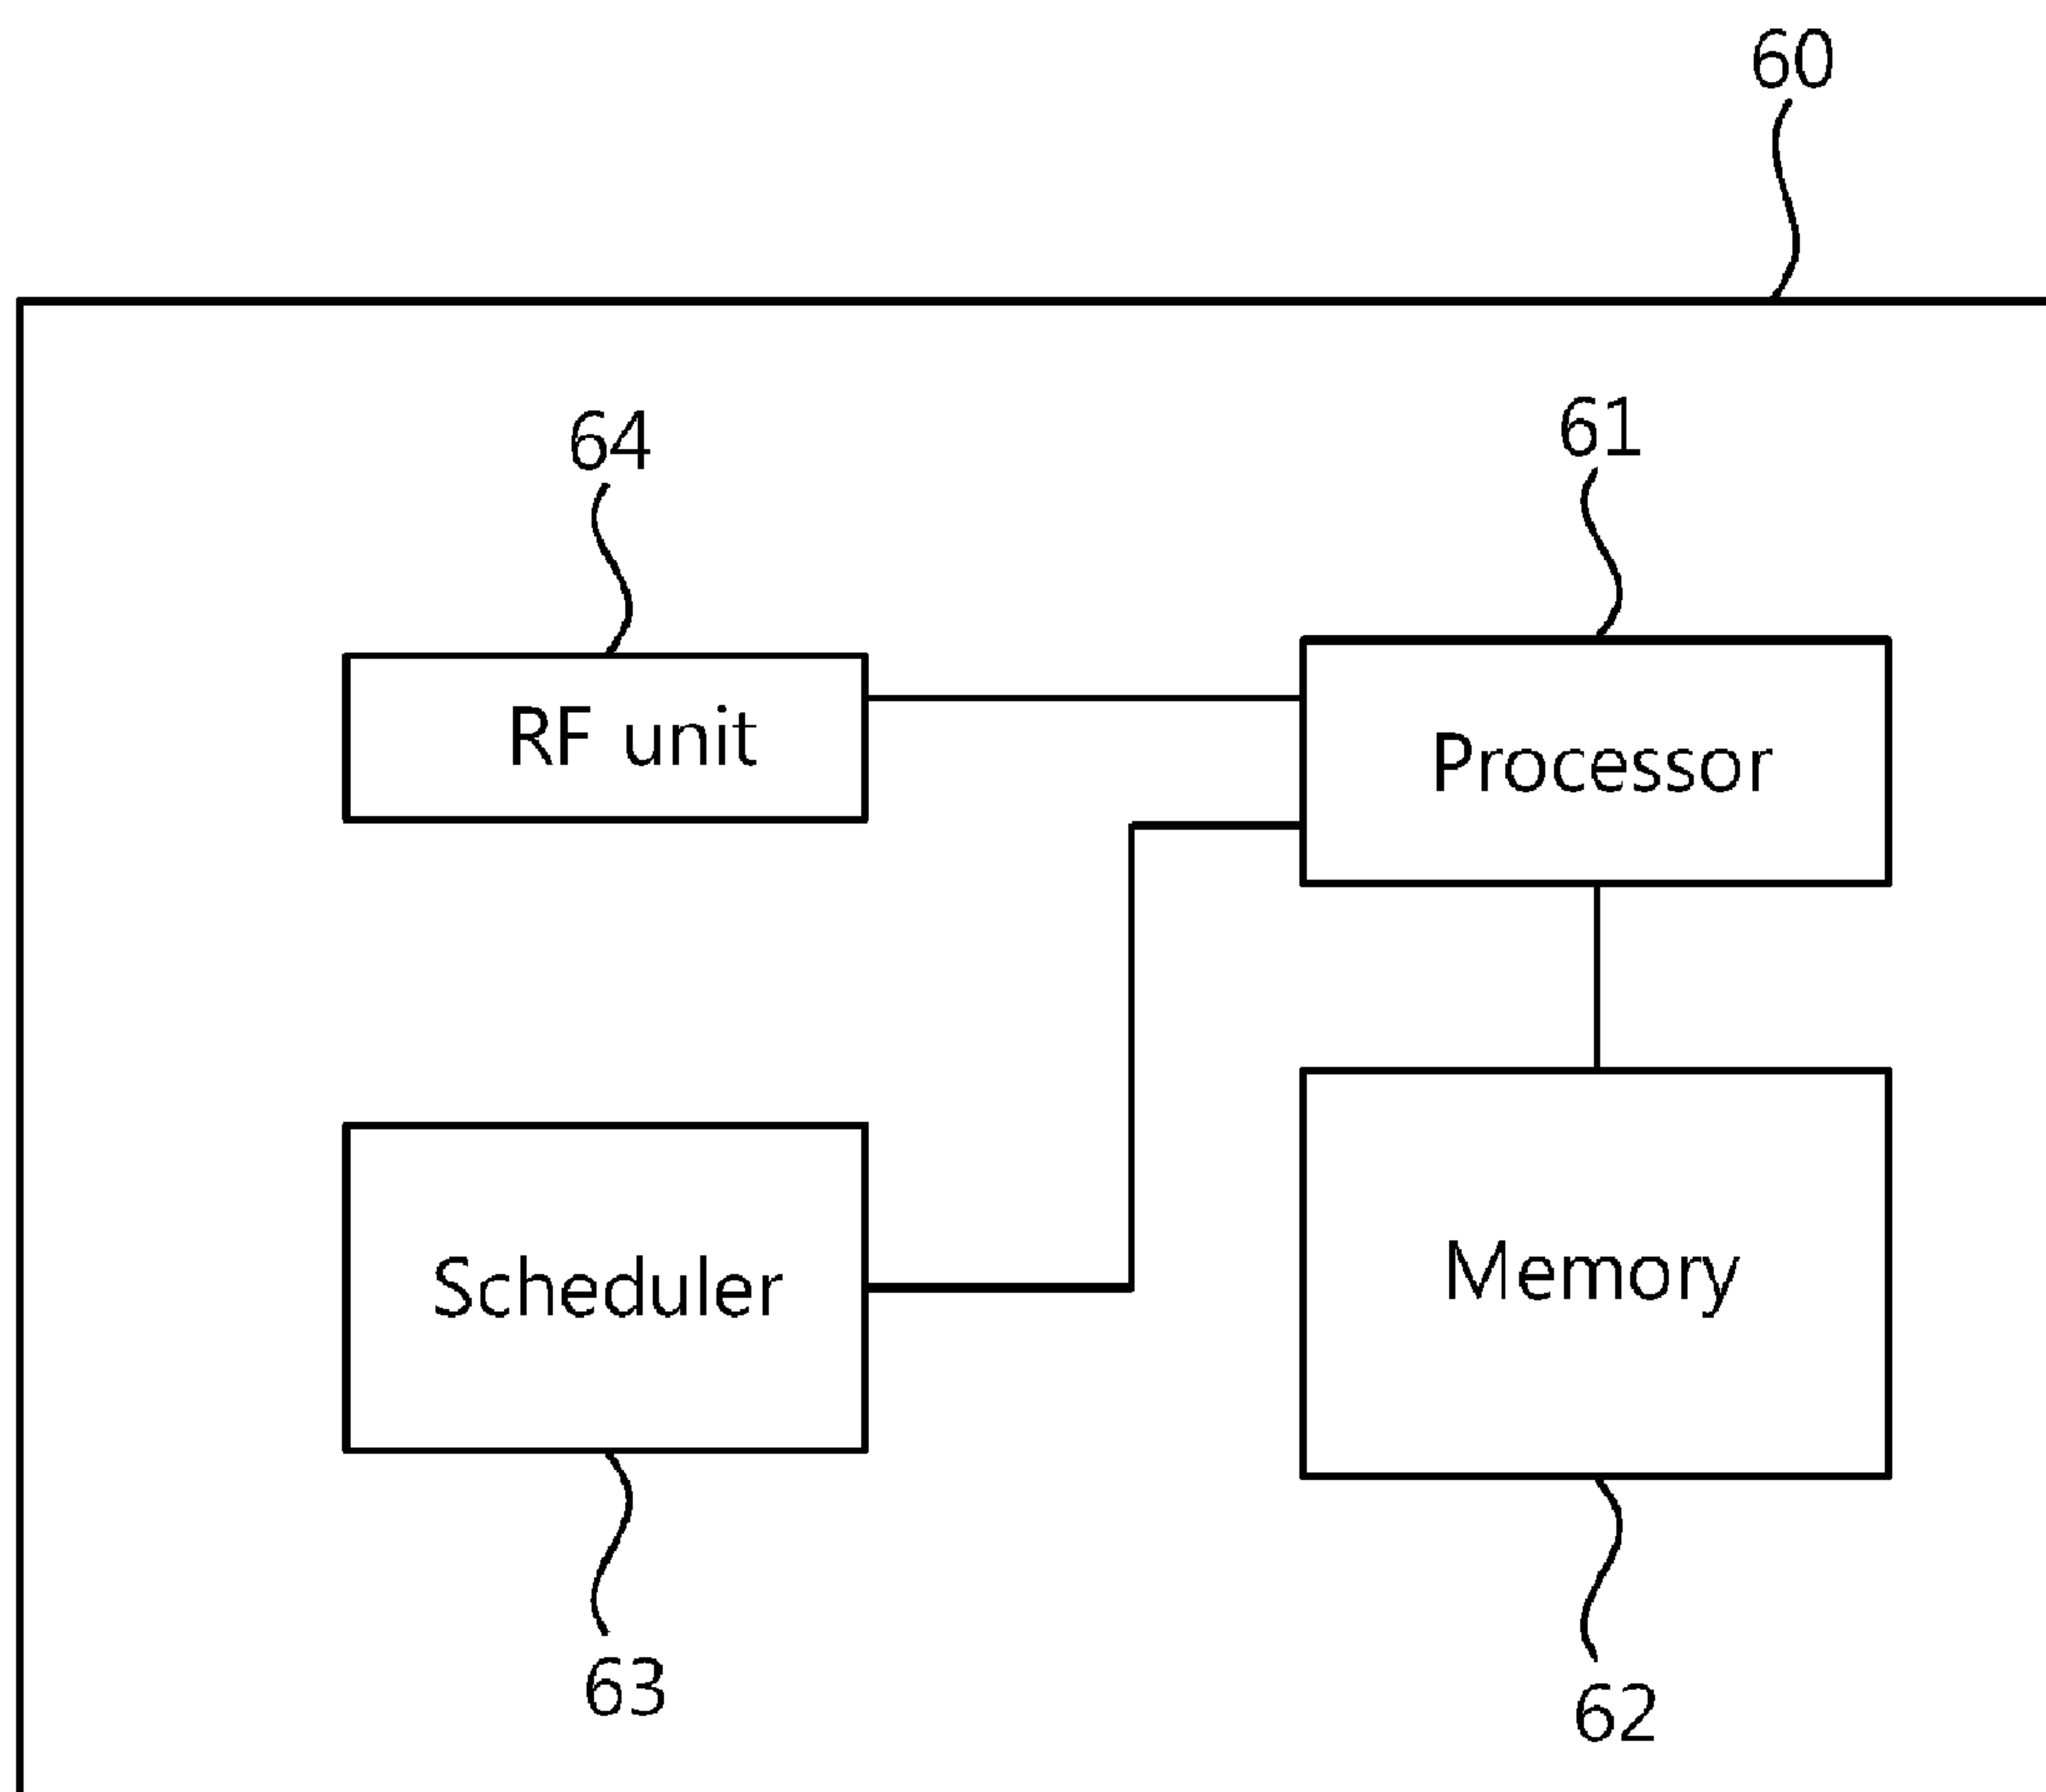 60
64
61
RF unit
Processor
Scheduler
Memory
63
62